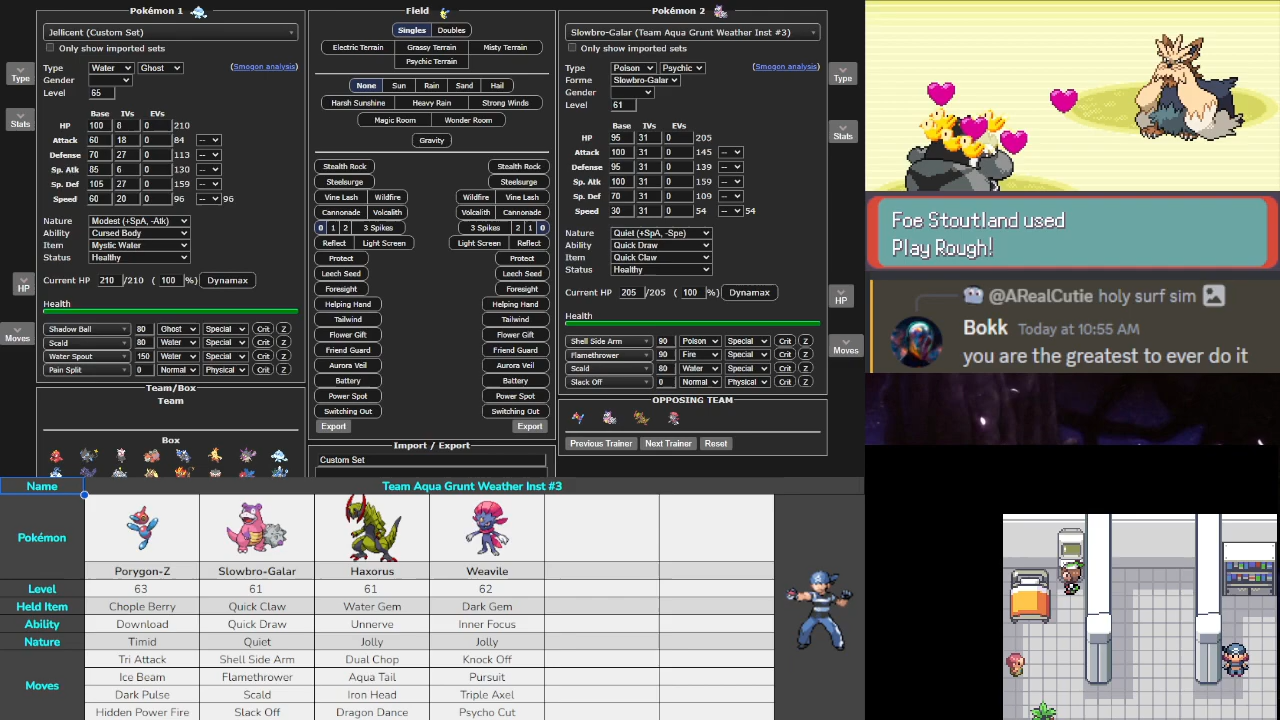 Pokémon 1
Jellicent (Custom Set)
Only show imported sets
Type Water Ghost (Smogon analysis)
Gender
Level 65
Base IVs EVs
HP 100 8 0 210
Attack 60 18 0 84 --
Defense 70 27 0 113 --
Sp. Atk 85 6 0 130 --
Sp. Def 105 27 0 159 --
Speed 60 20 0 96 -- 96
Nature Modest (+SpA, -Atk)
Ability Cursed Body
Item Mystic Water
Status Healthy
Current HP 210 /210 ( 100 %) Dynamax
Health
Shadow Ball 80 Ghost Special Crit Z
Scald 80 Water Special Crit Z
Water Spout 150 Water Special Crit Z
Pain Split 0 Normal Physical Crit Z
Team/Box
Team
Box
Type
Stats
HP
Moves
Field
Singles Doubles
Electric Terrain Grassy Terrain Misty Terrain
Psychic Terrain
None Sun Rain Sand Hail
Harsh Sunshine Heavy Rain Strong Winds
Magic Room Wonder Room
Gravity
Stealth Rock Stealth Rock
Steelsurge Steelsurge
Vine Lash Wildfire Wildfire Vine Lash
Cannonade Volcalith Volcalith Cannonade
0 1 2 3 Spikes 3 Spikes 2 1 0
Reflect Light Screen Light Screen Reflect
Protect Protect
Leech Seed Leech Seed
Foresight Foresight
Helping Hand Helping Hand
Tailwind Tailwind
Flower Gift Flower Gift
Friend Guard Friend Guard
Aurora Veil Aurora Veil
Battery Battery
Power Spot Power Spot
Switching Out Switching Out
Export Export
Import / Export
Custom Set
Pokémon 2
Slowbro-Galar (Team Aqua Grunt Weather Inst #3)
Only show imported sets
Type Poison Psychic (Smogon analysis)
Forme Slowbro-Galar
Gender
Level 61
Base IVs EVs
HP 95 31 0 205
Attack 100 31 0 145 --
Defense 95 31 0 139 --
Sp. Atk 100 31 0 159 --
Sp. Def 70 31 0 109 --
Speed 30 31 0 54 -- 54
Nature Quiet (+SpA, -Spe)
Ability Quick Draw
Item Quick Claw
Status Healthy
Current HP 205 /205 ( 100 %) Dynamax
Health
Shell Side Arm 90 Poison Special Crit Z
Flamethrower 90 Fire Special Crit Z
Scald 80 Water Special Crit Z
Slack Off 0 Normal Physical Crit Z
OPPOSING TEAM
Previous Trainer Next Trainer Reset
Type
Stats
HP
Moves
Foe Stoutland used
Play Rough!
@ARealCutie holy surf sim
Bokk Today at 10:55 AM
you are the greatest to ever do it
Name Team Aqua Grunt Weather Inst #3
Pokémon Porygon-Z Slowbro-Galar Haxorus Weavile
Level 63 61 61 62
Held Item Chople Berry Quick Claw Water Gem Dark Gem
Ability Download Quick Draw Unnerve Inner Focus
Nature Timid Quiet Jolly Jolly
Moves Tri Attack Shell Side Arm Dual Chop Knock Off
Ice Beam Flamethrower Aqua Tail Pursuit
Dark Pulse Scald Iron Head Triple Axel
Hidden Power Fire Slack Off Dragon Dance Psycho Cut